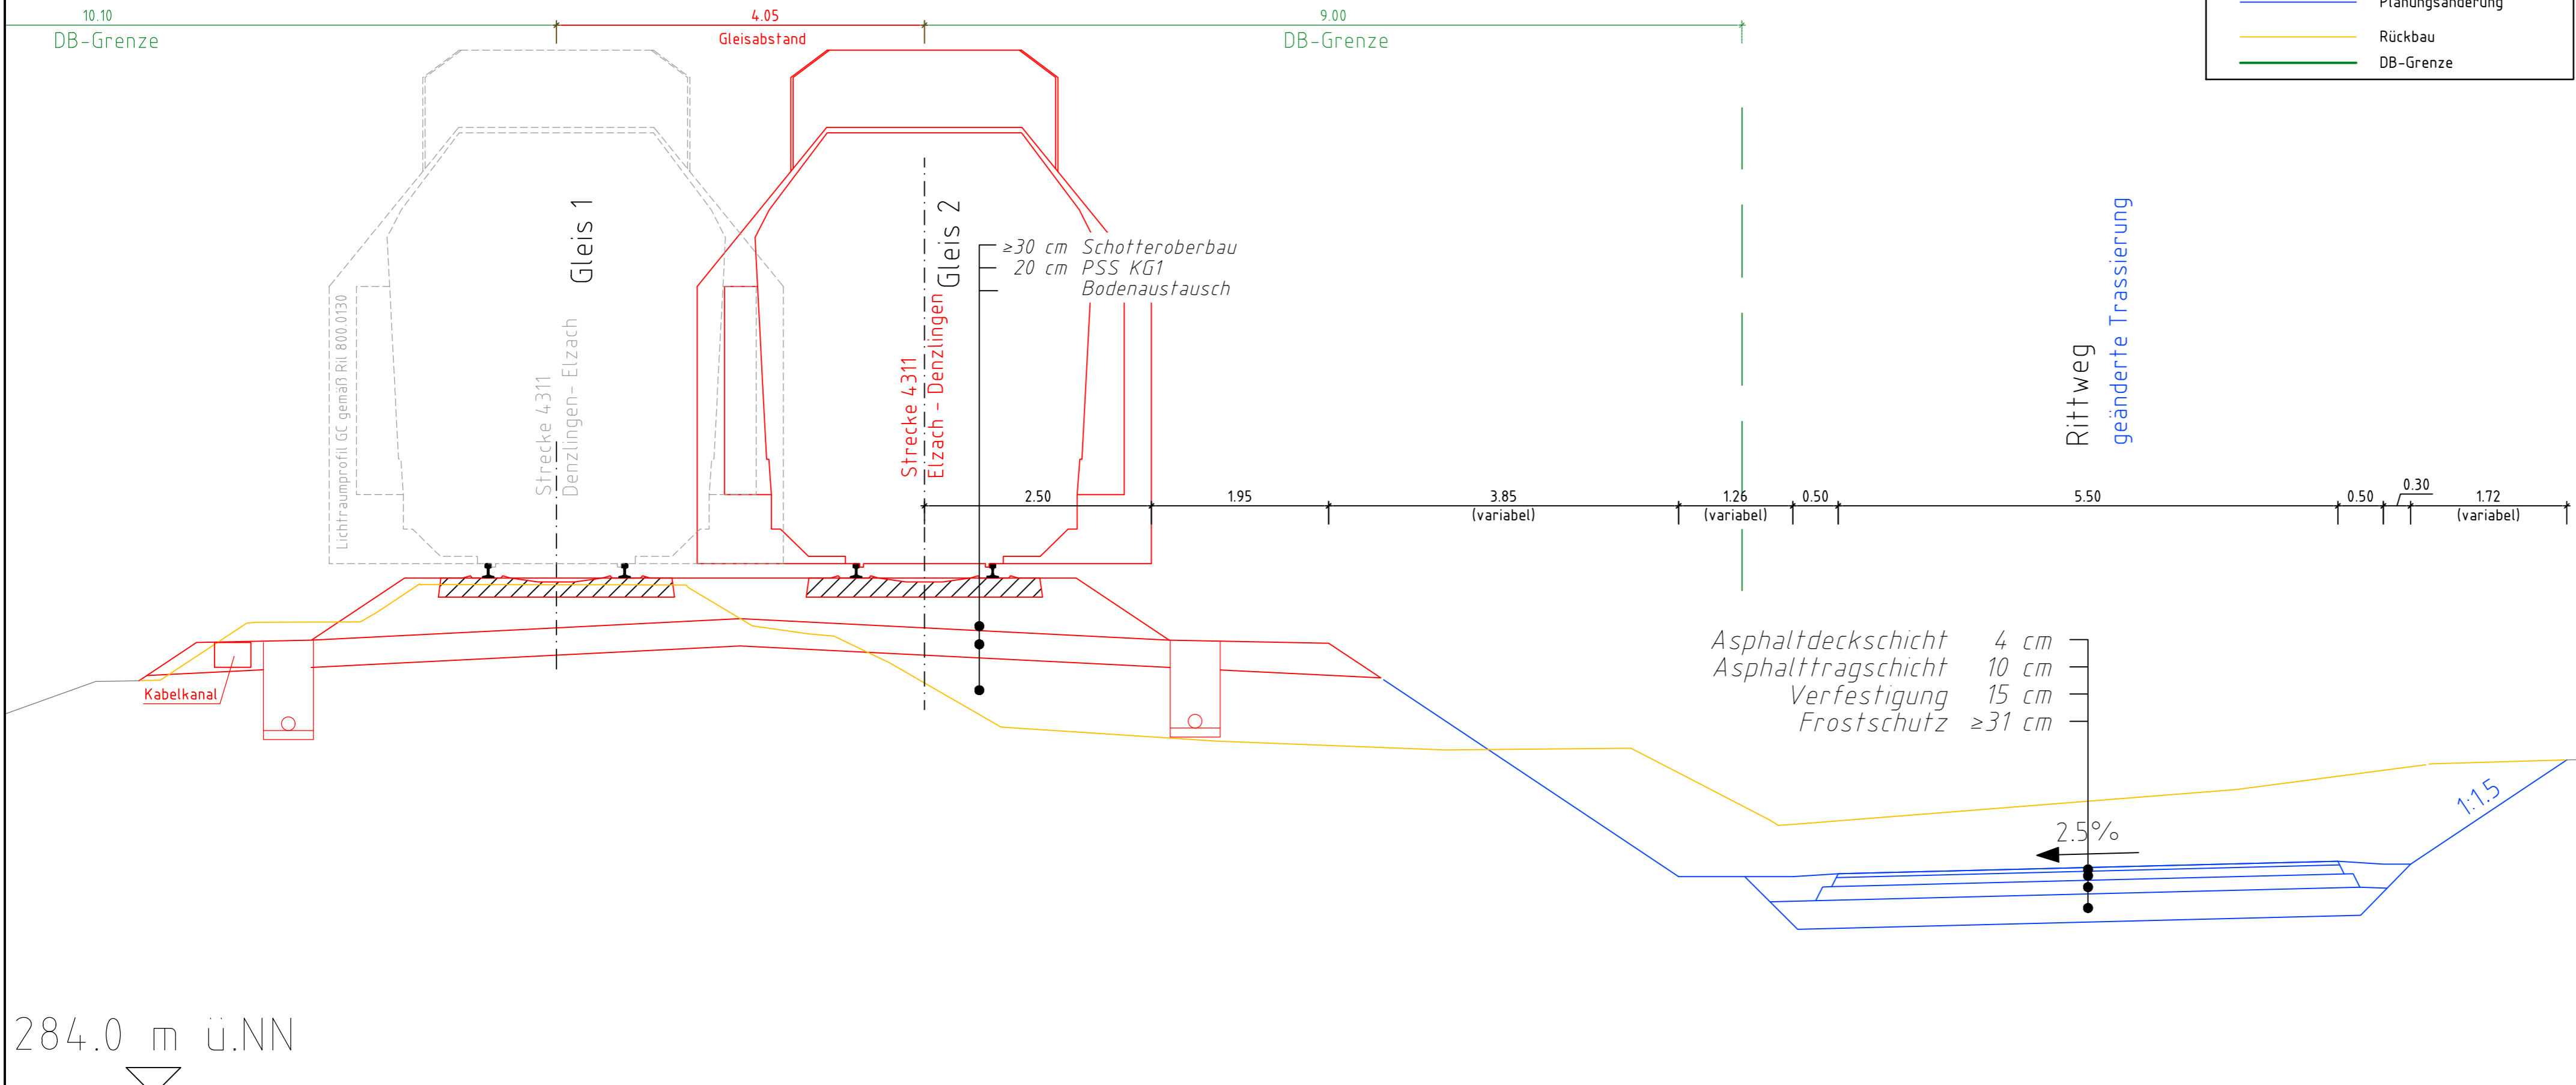 10.10
DB-Grenze
4.05
Gleisabstand
9.00
DB-Grenze
Planungsänderung
Rückbau
DB-Grenze
Lichtraumprofil GC gemäß Ril 800.0130
Strecke 4311
Denzlingen- Elzach
Gleis 1
Strecke 4311
Elzach - Denzlingen
Gleis 2
≥30 cm Schotteroberbau
20 cm PSS KG1
Bodenaustausch
Rittweg
geänderte Trassierung
2.50
1.95
3.85
(variabel)
1.26
(variabel)
0.50
5.50
0.50
0.30
1.72
(variabel)
Kabelkanal
Asphaltdeckschicht 4 cm
Asphalttragschicht 10 cm
Verfestigung 15 cm
Frostschutz ≥31 cm
2.5%
1:1.5
284.0 m ü.NN